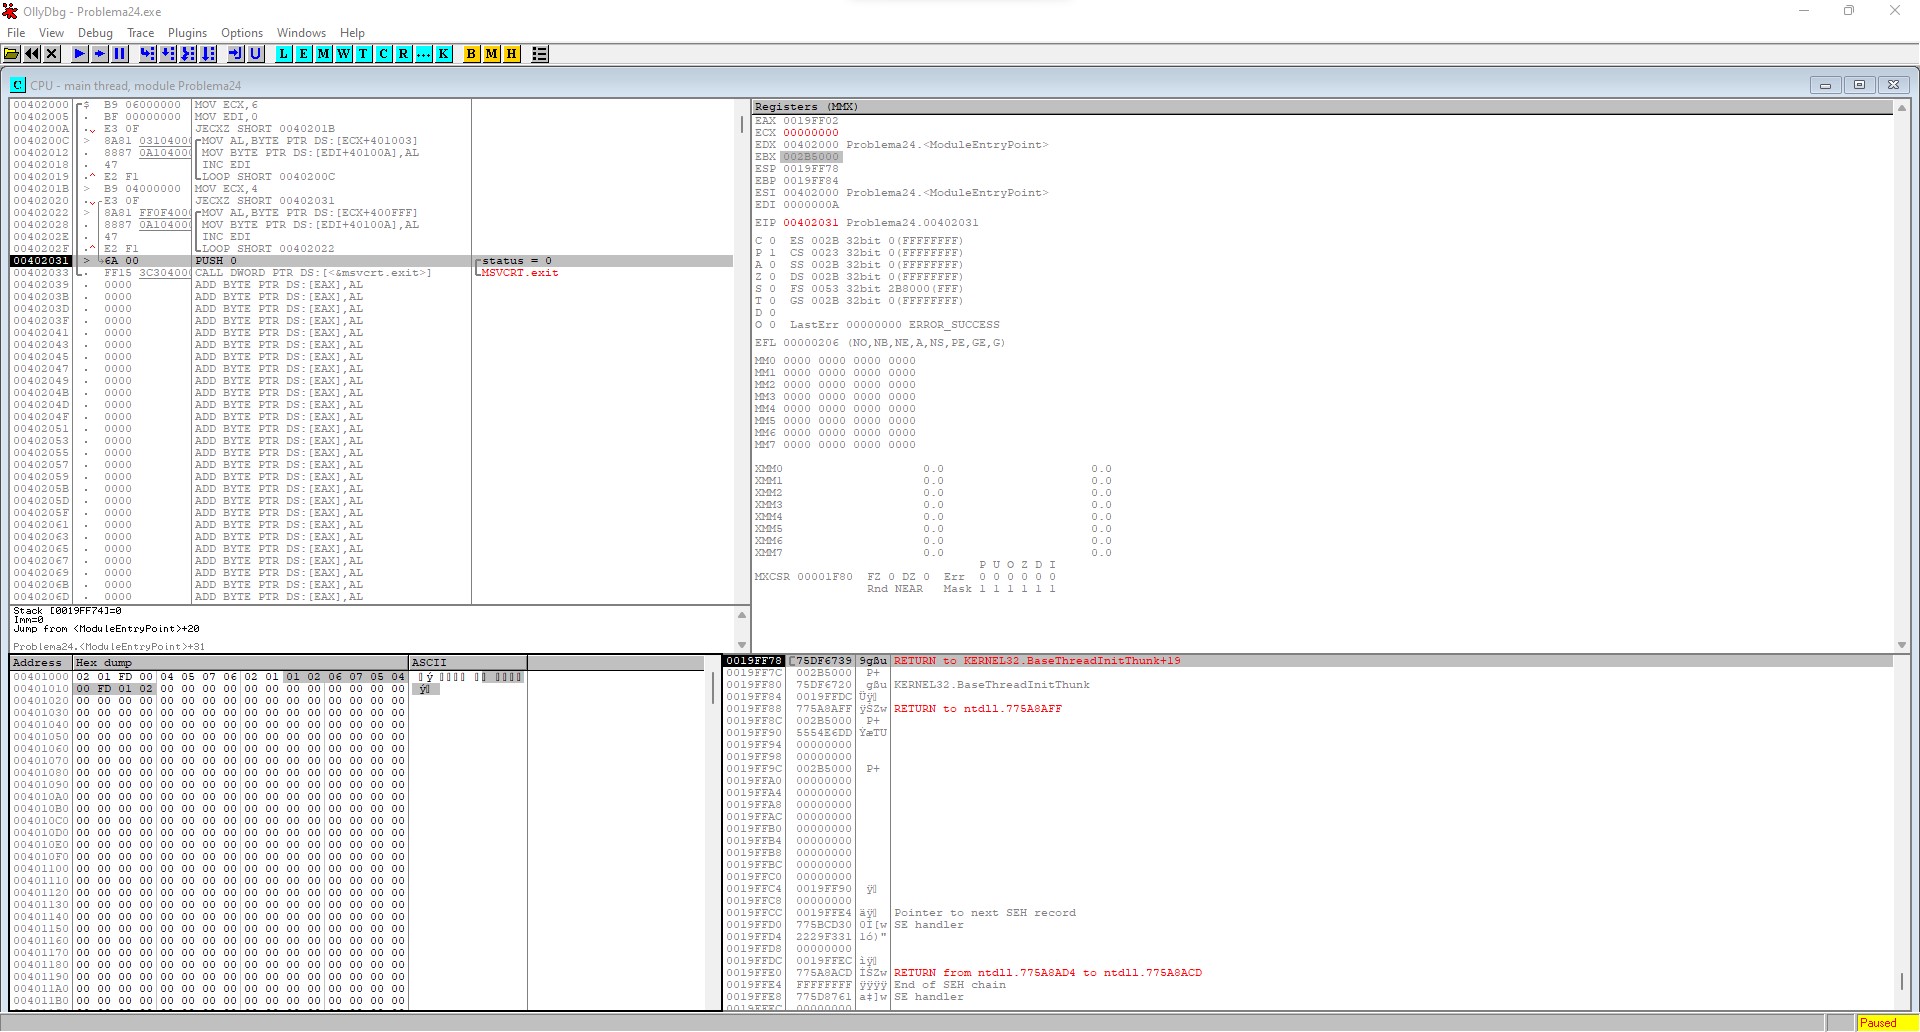 OllyDbg - Problema24.exe
File View Debug Trace Plugins Options Windows Help
L E M W T C R ... K B M H
C CPU - main thread, module Problema24
00402000 $ B9 06000000 MOV ECX,6
00402005 . BF 00000000 MOV EDI,0
0040200A . E3 0F JECXZ SHORT 0040201B
0040200C > 8A81 03104000 MOV AL,BYTE PTR DS:[ECX+401003]
00402012 . 8887 0A104000 MOV BYTE PTR DS:[EDI+40100A],AL
00402018 . 47 INC EDI
00402019 .^ E2 F1 LOOP SHORT 0040200C
0040201B > B9 04000000 MOV ECX,4
00402020 . E3 0F JECXZ SHORT 00402031
00402022 > 8A81 FF0F4000 MOV AL,BYTE PTR DS:[ECX+400FFF]
00402028 . 8887 0A104000 MOV BYTE PTR DS:[EDI+40100A],AL
0040202E . 47 INC EDI
0040202F .^ E2 F1 LOOP SHORT 00402022
00402031 > 6A 00 PUSH 0 status = 0
00402033 . FF15 3C304000 CALL DWORD PTR DS:[<&msvcrt.exit>] MSVCRT.exit
00402039 . 0000 ADD BYTE PTR DS:[EAX],AL
0040203B . 0000 ADD BYTE PTR DS:[EAX],AL
0040203D . 0000 ADD BYTE PTR DS:[EAX],AL
0040203F . 0000 ADD BYTE PTR DS:[EAX],AL
00402041 . 0000 ADD BYTE PTR DS:[EAX],AL
00402043 . 0000 ADD BYTE PTR DS:[EAX],AL
00402045 . 0000 ADD BYTE PTR DS:[EAX],AL
00402047 . 0000 ADD BYTE PTR DS:[EAX],AL
00402049 . 0000 ADD BYTE PTR DS:[EAX],AL
0040204B . 0000 ADD BYTE PTR DS:[EAX],AL
0040204D . 0000 ADD BYTE PTR DS:[EAX],AL
0040204F . 0000 ADD BYTE PTR DS:[EAX],AL
00402051 . 0000 ADD BYTE PTR DS:[EAX],AL
00402053 . 0000 ADD BYTE PTR DS:[EAX],AL
00402055 . 0000 ADD BYTE PTR DS:[EAX],AL
00402057 . 0000 ADD BYTE PTR DS:[EAX],AL
00402059 . 0000 ADD BYTE PTR DS:[EAX],AL
0040205B . 0000 ADD BYTE PTR DS:[EAX],AL
0040205D . 0000 ADD BYTE PTR DS:[EAX],AL
0040205F . 0000 ADD BYTE PTR DS:[EAX],AL
00402061 . 0000 ADD BYTE PTR DS:[EAX],AL
00402063 . 0000 ADD BYTE PTR DS:[EAX],AL
00402065 . 0000 ADD BYTE PTR DS:[EAX],AL
00402067 . 0000 ADD BYTE PTR DS:[EAX],AL
00402069 . 0000 ADD BYTE PTR DS:[EAX],AL
0040206B . 0000 ADD BYTE PTR DS:[EAX],AL
0040206D . 0000 ADD BYTE PTR DS:[EAX],AL
Stack [0019FF74]=0
Imm=0
Jump from <ModuleEntryPoint>+20
Problema24.<ModuleEntryPoint>+31
Registers (MMX)
EAX 0019FF02
ECX 00000000
EDX 00402000 Problema24.<ModuleEntryPoint>
EBX 002B5000
ESP 0019FF78
EBP 0019FF84
ESI 00402000 Problema24.<ModuleEntryPoint>
EDI 0000000A
EIP 00402031 Problema24.00402031
C 0 ES 002B 32bit 0(FFFFFFFF)
P 1 CS 0023 32bit 0(FFFFFFFF)
A 0 SS 002B 32bit 0(FFFFFFFF)
Z 0 DS 002B 32bit 0(FFFFFFFF)
S 0 FS 0053 32bit 2B8000(FFF)
T 0 GS 002B 32bit 0(FFFFFFFF)
D 0
O 0 LastErr 00000000 ERROR_SUCCESS
EFL 00000206 (NO,NB,NE,A,NS,PE,GE,G)
MM0 0000 0000 0000 0000
MM1 0000 0000 0000 0000
MM2 0000 0000 0000 0000
MM3 0000 0000 0000 0000
MM4 0000 0000 0000 0000
MM5 0000 0000 0000 0000
MM6 0000 0000 0000 0000
MM7 0000 0000 0000 0000
XMM0 0.0 0.0
XMM1 0.0 0.0
XMM2 0.0 0.0
XMM3 0.0 0.0
XMM4 0.0 0.0
XMM5 0.0 0.0
XMM6 0.0 0.0
XMM7 0.0 0.0
P U O Z D I
MXCSR 00001F80 FZ 0 DZ 0 Err 0 0 0 0 0 0
Rnd NEAR Mask 1 1 1 1 1 1
Address Hex dump ASCII
00401000 02 01 FD 00 04 05 07 06 02 01 01 02 06 07 05 04
00401010 00 FD 01 02 00 00 00 00 00 00 00 00 00 00 00 00
00401020 00 00 00 00 00 00 00 00 00 00 00 00 00 00 00 00
00401030 00 00 00 00 00 00 00 00 00 00 00 00 00 00 00 00
00401040 00 00 00 00 00 00 00 00 00 00 00 00 00 00 00 00
00401050 00 00 00 00 00 00 00 00 00 00 00 00 00 00 00 00
00401060 00 00 00 00 00 00 00 00 00 00 00 00 00 00 00 00
00401070 00 00 00 00 00 00 00 00 00 00 00 00 00 00 00 00
00401080 00 00 00 00 00 00 00 00 00 00 00 00 00 00 00 00
00401090 00 00 00 00 00 00 00 00 00 00 00 00 00 00 00 00
004010A0 00 00 00 00 00 00 00 00 00 00 00 00 00 00 00 00
004010B0 00 00 00 00 00 00 00 00 00 00 00 00 00 00 00 00
004010C0 00 00 00 00 00 00 00 00 00 00 00 00 00 00 00 00
004010D0 00 00 00 00 00 00 00 00 00 00 00 00 00 00 00 00
004010E0 00 00 00 00 00 00 00 00 00 00 00 00 00 00 00 00
004010F0 00 00 00 00 00 00 00 00 00 00 00 00 00 00 00 00
00401100 00 00 00 00 00 00 00 00 00 00 00 00 00 00 00 00
00401110 00 00 00 00 00 00 00 00 00 00 00 00 00 00 00 00
00401120 00 00 00 00 00 00 00 00 00 00 00 00 00 00 00 00
00401130 00 00 00 00 00 00 00 00 00 00 00 00 00 00 00 00
00401140 00 00 00 00 00 00 00 00 00 00 00 00 00 00 00 00
00401150 00 00 00 00 00 00 00 00 00 00 00 00 00 00 00 00
00401160 00 00 00 00 00 00 00 00 00 00 00 00 00 00 00 00
00401170 00 00 00 00 00 00 00 00 00 00 00 00 00 00 00 00
00401180 00 00 00 00 00 00 00 00 00 00 00 00 00 00 00 00
00401190 00 00 00 00 00 00 00 00 00 00 00 00 00 00 00 00
004011A0 00 00 00 00 00 00 00 00 00 00 00 00 00 00 00 00
004011B0 00 00 00 00 00 00 00 00 00 00 00 00 00 00 00 00
0019FF78 75DF6739 9gßu RETURN to KERNEL32.BaseThreadInitThunk+19
0019FF7C 002B5000 P+
0019FF80 75DF6720 gßu KERNEL32.BaseThreadInitThunk
0019FF84 0019FFDC Üÿ
0019FF88 775A8AFF ÿŠZw RETURN to ntdll.775A8AFF
0019FF8C 002B5000 P+
0019FF90 5554E6DD ÝæTU
0019FF94 00000000
0019FF98 00000000
0019FF9C 002B5000 P+
0019FFA0 00000000
0019FFA4 00000000
0019FFA8 00000000
0019FFAC 00000000
0019FFB0 00000000
0019FFB4 00000000
0019FFB8 00000000
0019FFBC 00000000
0019FFC0 00000000
0019FFC4 0019FF90 ÿ
0019FFC8 00000000
0019FFCC 0019FFE4 äÿ Pointer to next SEH record
0019FFD0 775BCD30 0Í[w SE handler
0019FFD4 2229F331 1ó)"
0019FFD8 00000000
0019FFDC 0019FFEC ìÿ
0019FFE0 775A8ACD ÍŠZw RETURN from ntdll.775A8AD4 to ntdll.775A8ACD
0019FFE4 FFFFFFFF ÿÿÿÿ End of SEH chain
0019FFE8 775D8761 a‡]w SE handler
0019FFEC 00000000
Paused